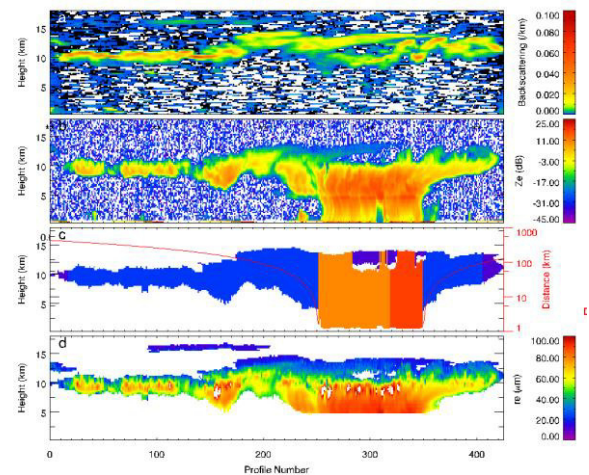 a
15
10
5
Height (km)
0.100
0.080
0.060
0.040
0.020
0.000
Backscattering (/km)
b
15
10
5
Height (km)
25.00
11.00
-3.00
-17.00
-31.00
-45.00
Ze (dB)
c
0
15
10
5
Height (km)
1000
100
10
1
Distance (km)
d
15
10
5
Height (km)
100.00
80.00
60.00
40.00
20.00
0.00
re (μm)
0 100 200 300 400
Profile Number